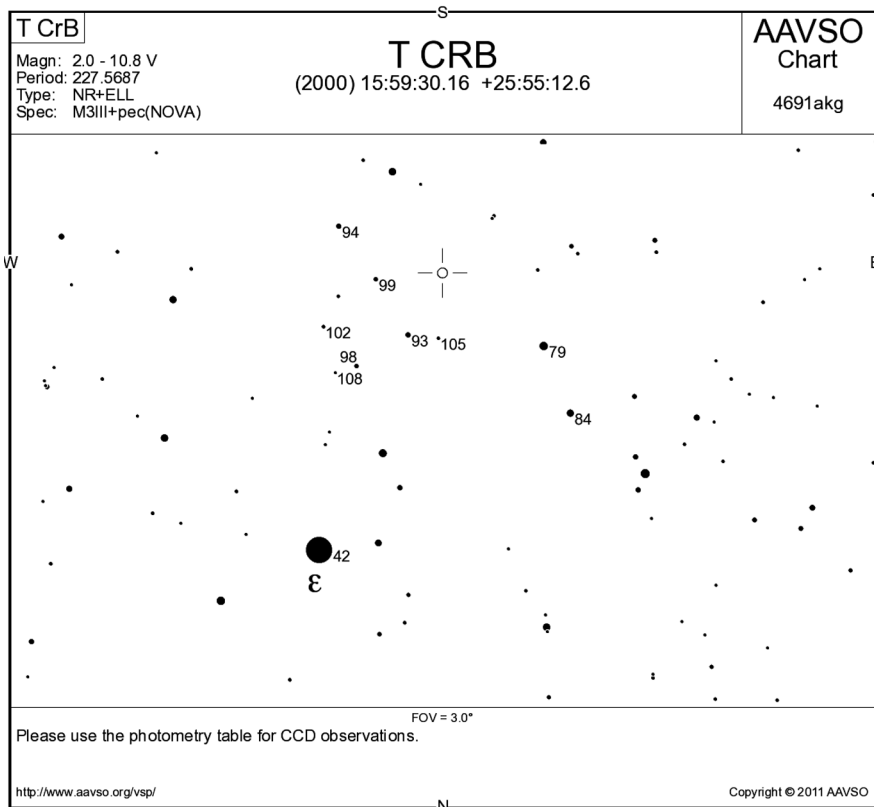 S
T CrB
Magn: 2.0 - 10.8 V
Period: 227.5687
Type: NR+ELL
Spec: M3III+pec(NOVA)
T CRB
(2000) 15:59:30.16 +25:55:12.6
AAVSO
Chart
4691akg
94
W
E
99
102
93
105
79
98
108
84
42
ε
FOV = 3.0°
Please use the photometry table for CCD observations.
http://www.aavso.org/vsp/
Copyright © 2011 AAVSO
N